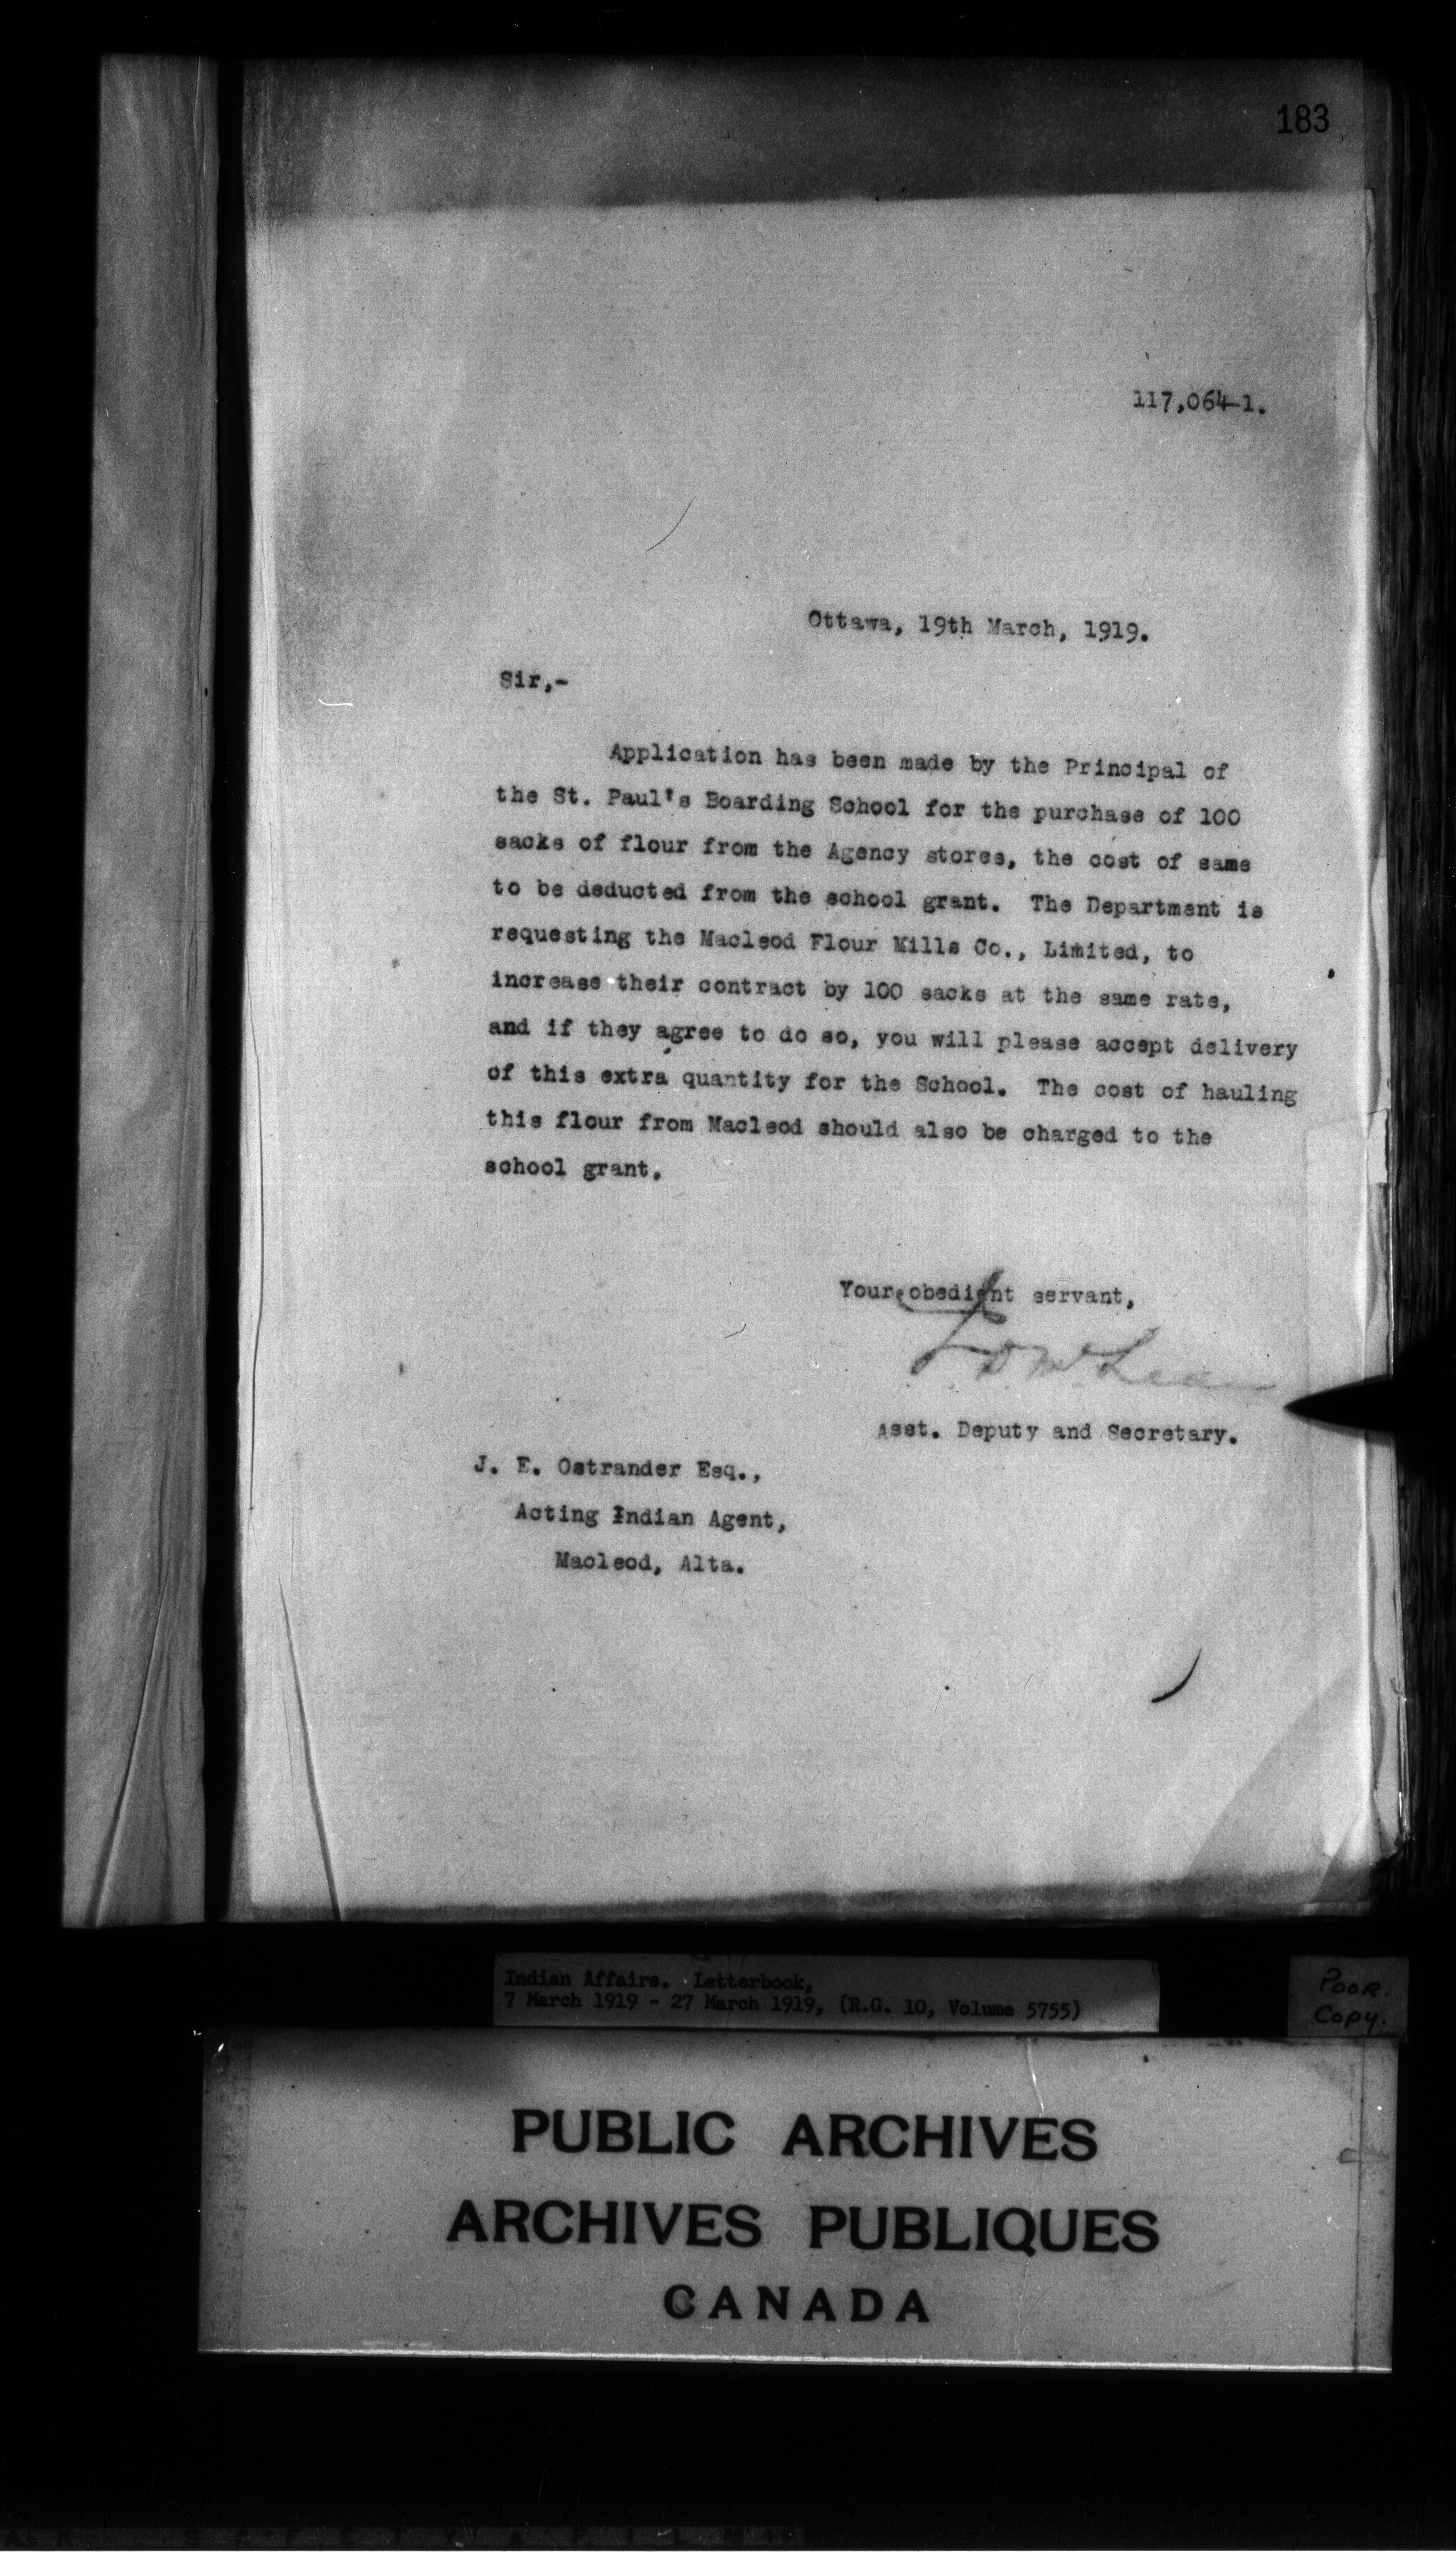 183
117,064-1.
Ottawa, 19th March, 1919.
Sir,-
Application has been made by the Principal of
the St. Paul's Boarding School for the purchase of 100
sacks of flour from the Agency stores, the cost of same
to be deducted from the school grant. The Department is
requesting the Macleod Flour Mills Co., Limited, to
increase their contract by 100 sacks at the same rate,
and if they agree to do so, you will please accept delivery
of this extra quantity for the School. The cost of hauling
this flour from Macleod should also be charged to the
school grant.
Your obedient servant,
J D McLean
Asst. Deputy and Secretary.
J. E. Ostrander Esq.,
Acting Indian Agent,
Macleod, Alta.
Indian Affairs. Letterbook,
7 March 1919 - 27 March 1919, (R.G. 10, Volume 5755)
POOR.
Copy.
PUBLIC ARCHIVES
ARCHIVES PUBLIQUES
CANADA